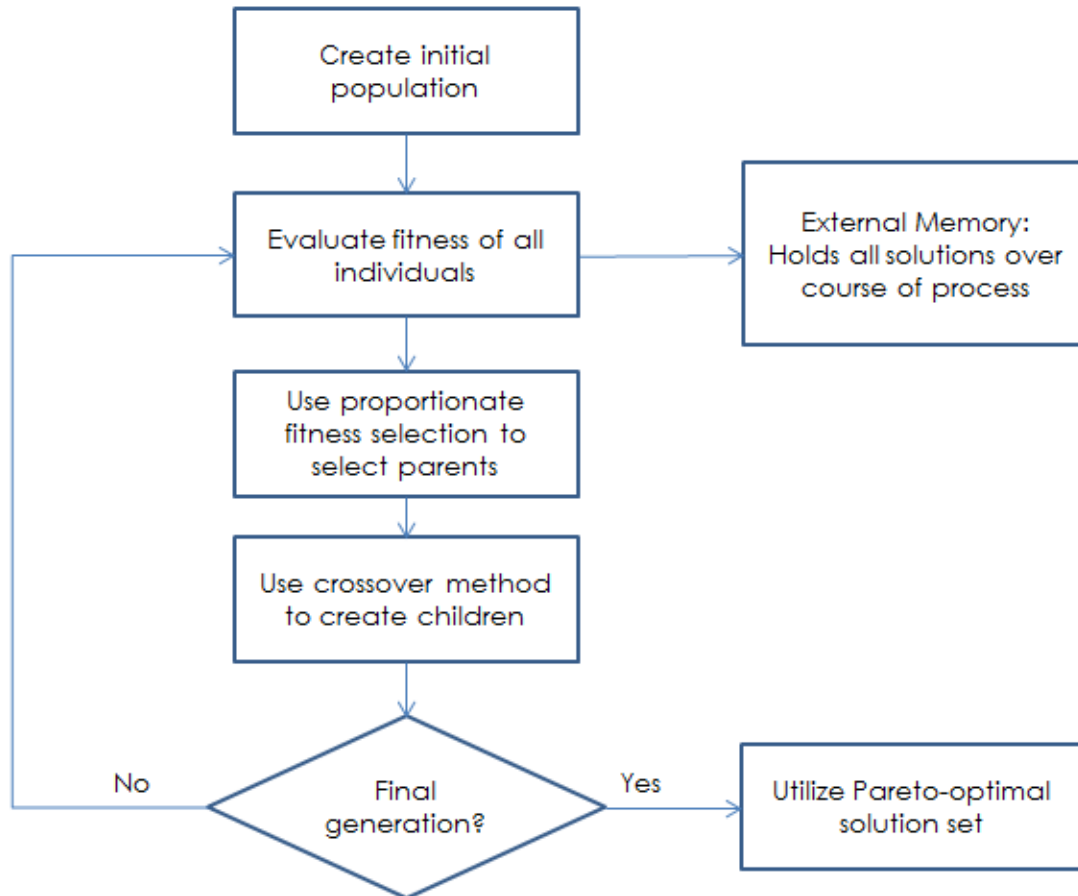 Create initial
population
Evaluate fitness of all
individuals
External Memory:
Holds all solutions over
course of process
Use proportionate
fitness selection to
select parents
Use crossover method
to create children
No
Final
generation?
Yes
Utilize Pareto-optimal
solution set